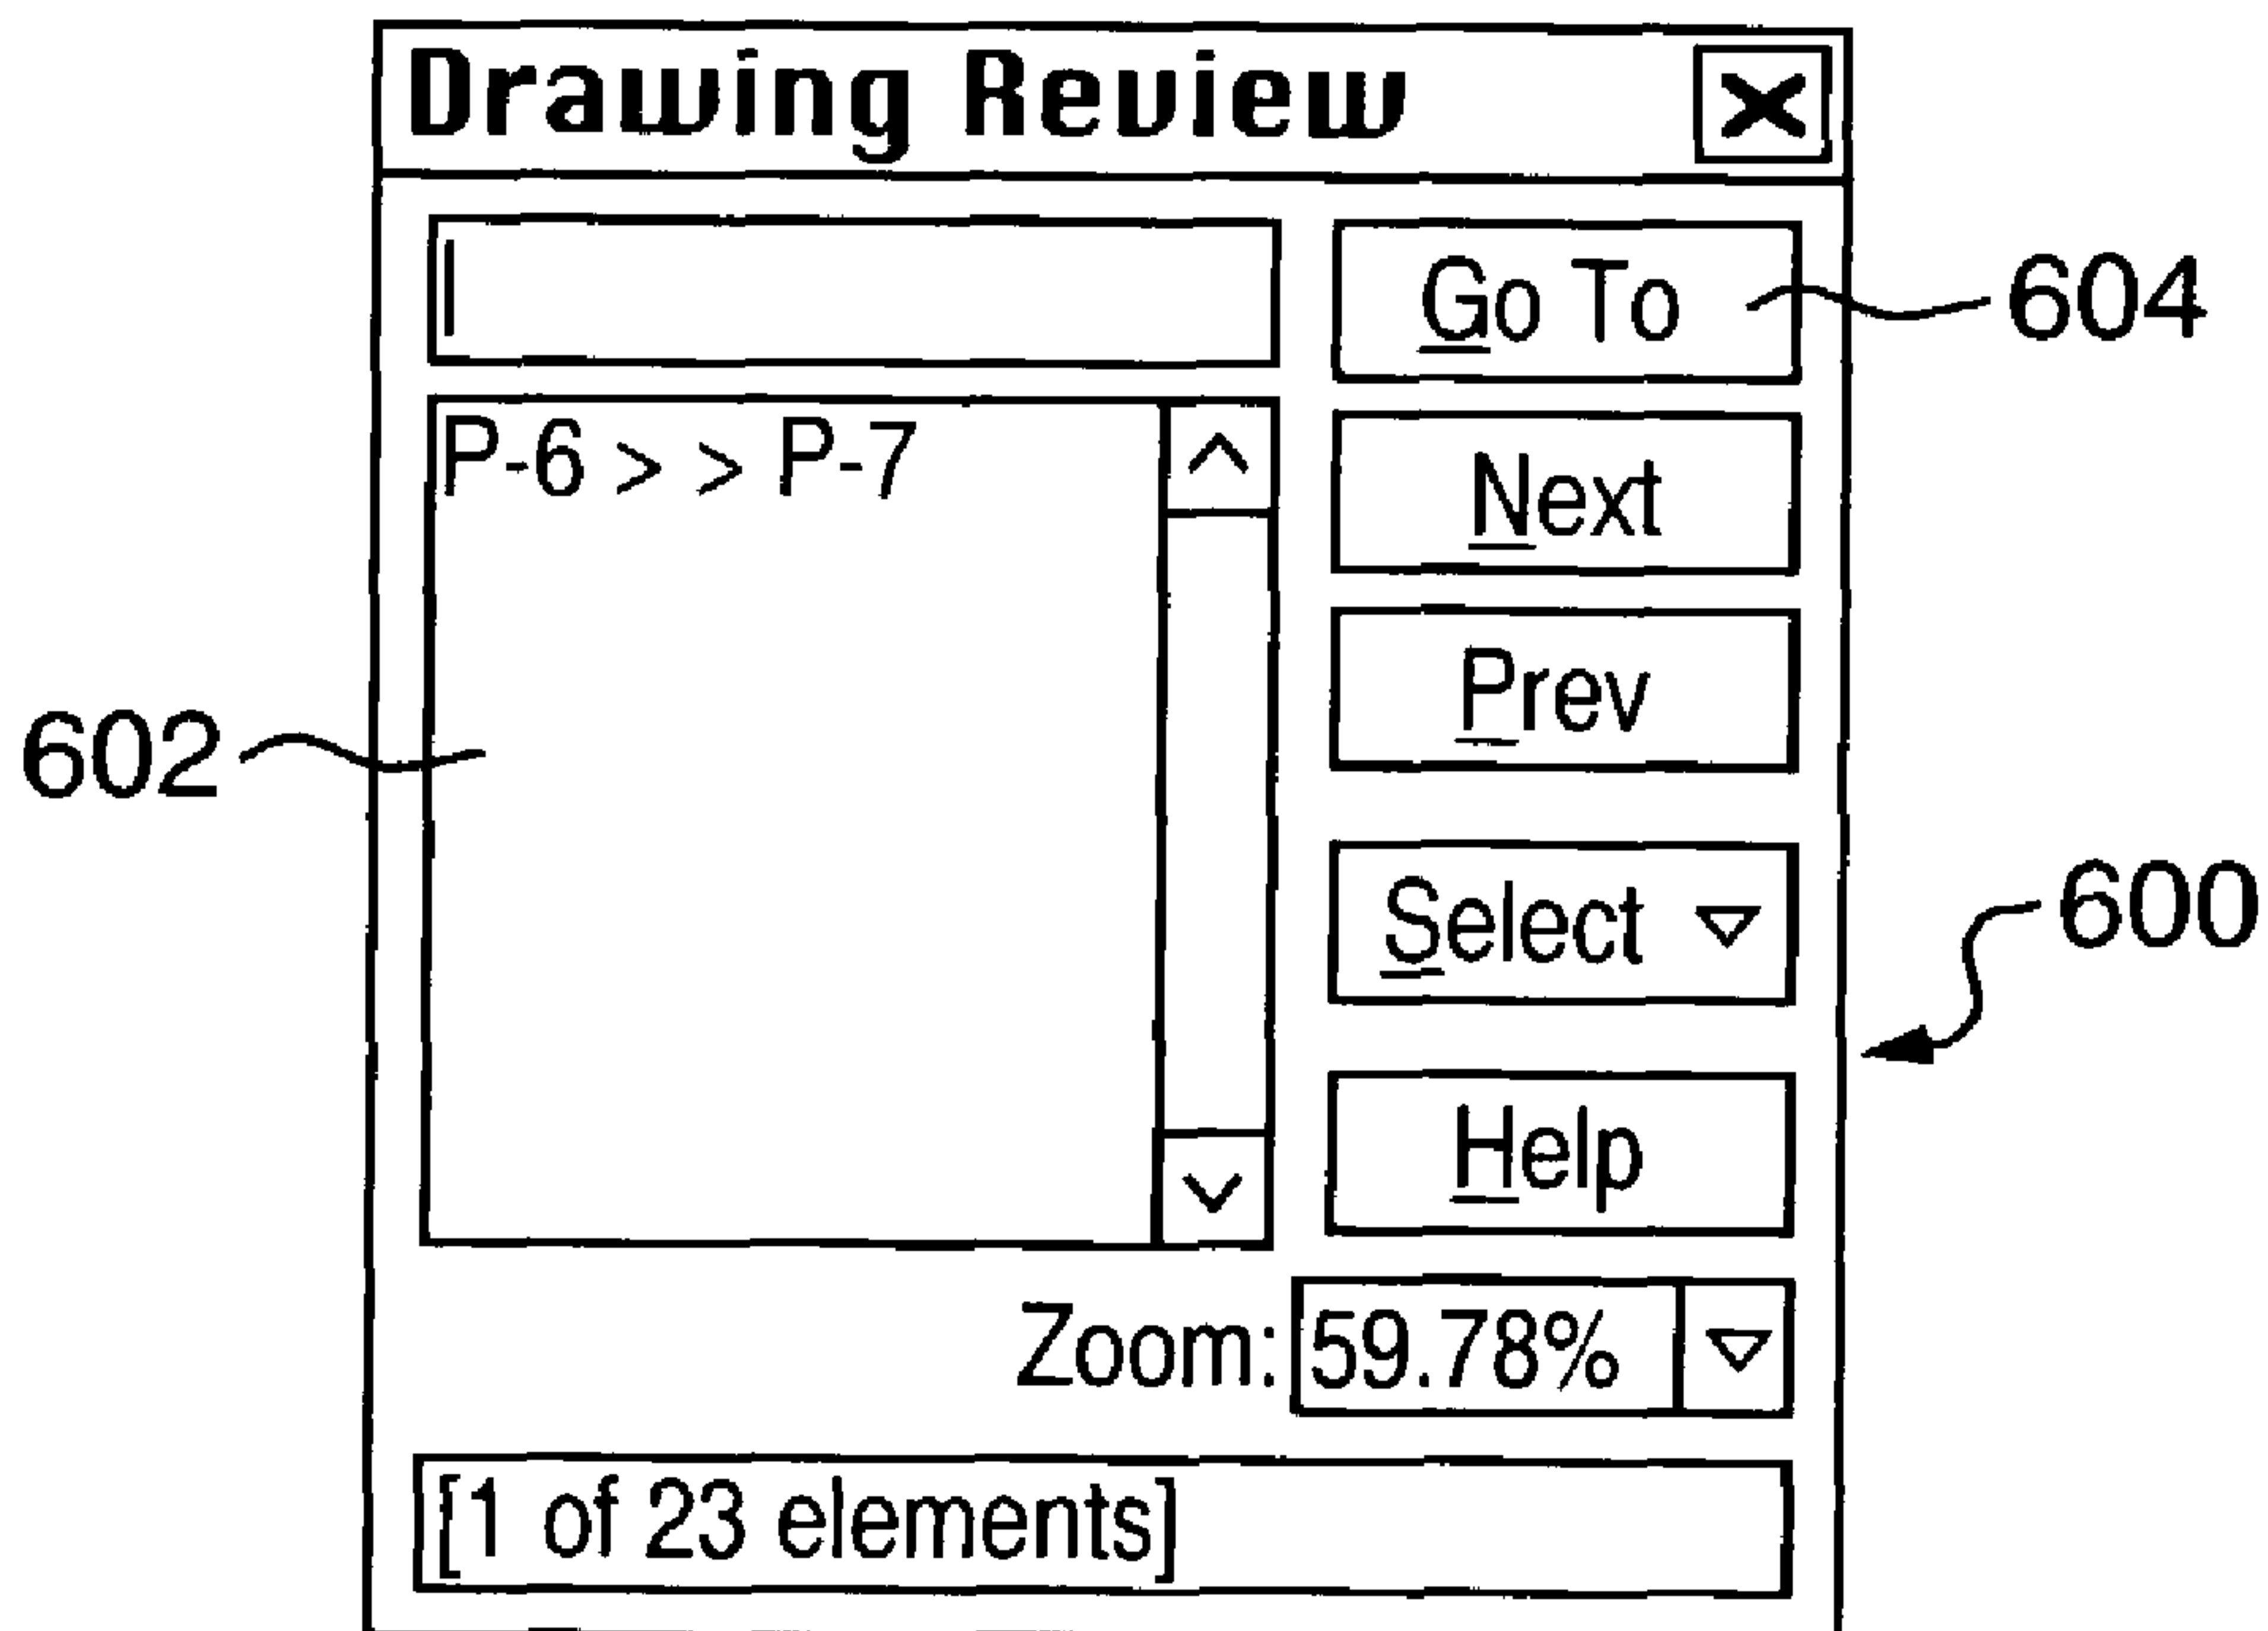 Drawing Review
Go To
604
P-6 > > P-7
Next
Prev
602
Select
600
Help
Zoom: 59.78%
[1 of 23 elements]